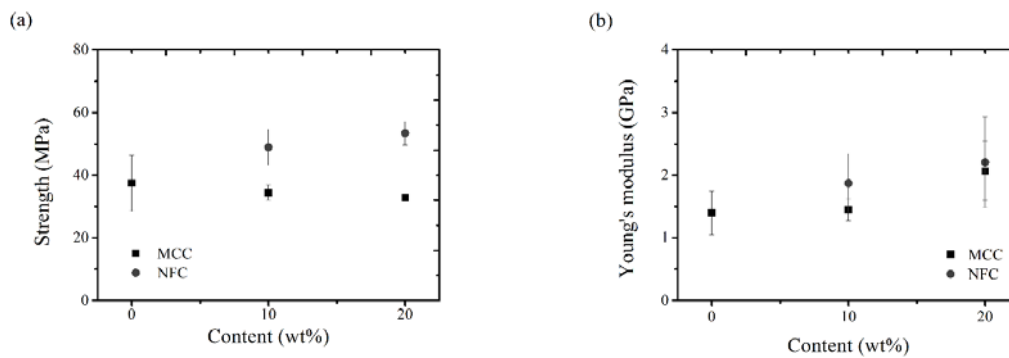 (a)
80
60
40
20
0
Strength (MPa)
MCC
NFC
0 10 20
Content (wt%)
(b)
4
3
2
1
0
Young's modulus (GPa)
MCC
NFC
0 10 20
Content (wt%)